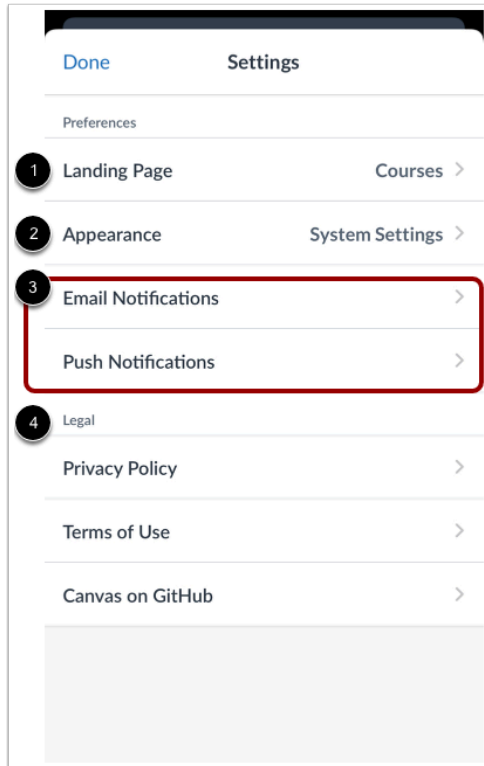 Done Settings
Preferences
1 Landing Page Courses
2 Appearance System Settings
3
Email Notifications
Push Notifications
4 Legal
Privacy Policy
Terms of Use
Canvas on GitHub